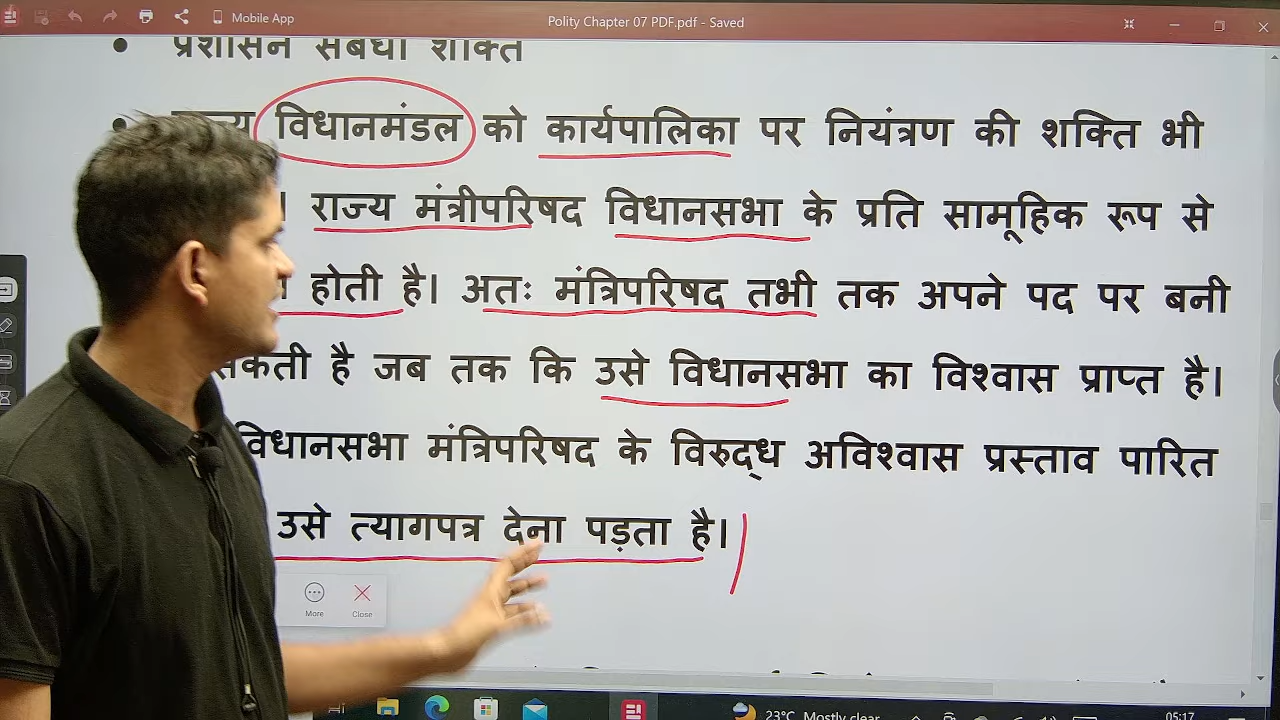 Mobile App
Polity Chapter 07 PDF.pdf - Saved
प्रशासन संबंधी शक्ति
विधानमंडल को कार्यपालिका पर नियंत्रण की शक्ति भी
। राज्य मंत्रीपरिषद विधानसभा के प्रति सामूहिक रूप से
होती है। अतः मंत्रिपरिषद तभी तक अपने पद पर बनी
सकती है जब तक कि उसे विधानसभा का विश्वास प्राप्त है।
विधानसभा मंत्रिपरिषद के विरुद्ध अविश्वास प्रस्ताव पारित
उसे त्यागपत्र देना पड़ता है।
More Close
23°C Mostly clear
05:17